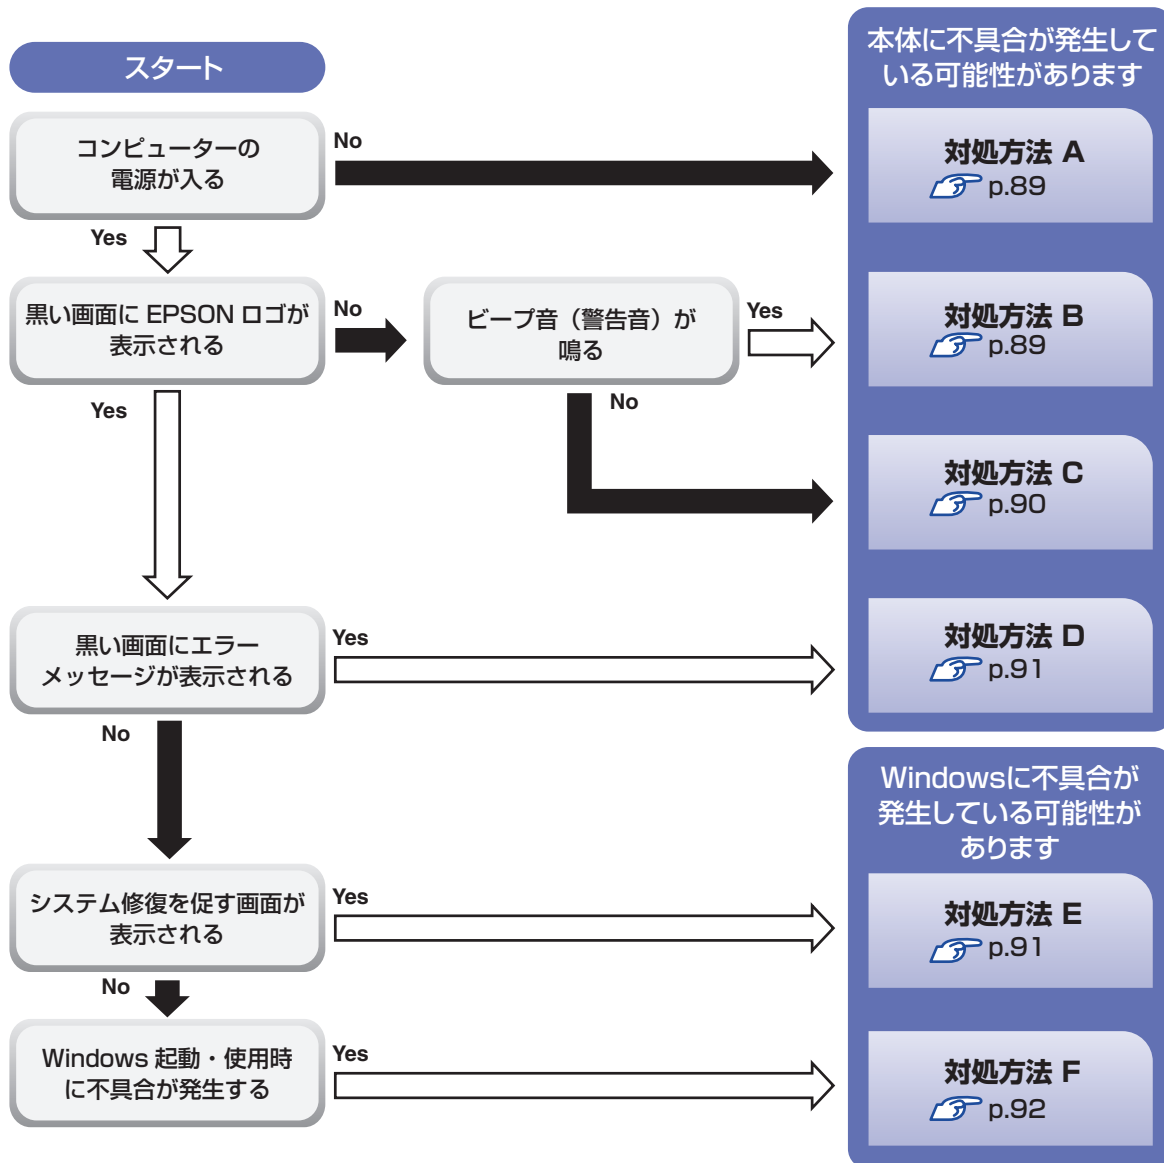 スタート
コンピューターの
電源が入る
No
Yes
黒い画面に EPSON ロゴが
表示される
No
ビープ音（警告音）が
鳴る
Yes
No
Yes
黒い画面にエラー
メッセージが表示される
Yes
No
システム修復を促す画面が
表示される
Yes
No
Windows 起動・使用時
に不具合が発生する
Yes
本体に不具合が発生して
いる可能性があります
対処方法 A
p.89
対処方法 B
p.89
対処方法 C
p.90
対処方法 D
p.91
Windowsに不具合が
発生している可能性が
あります
対処方法 E
p.91
対処方法 F
p.92